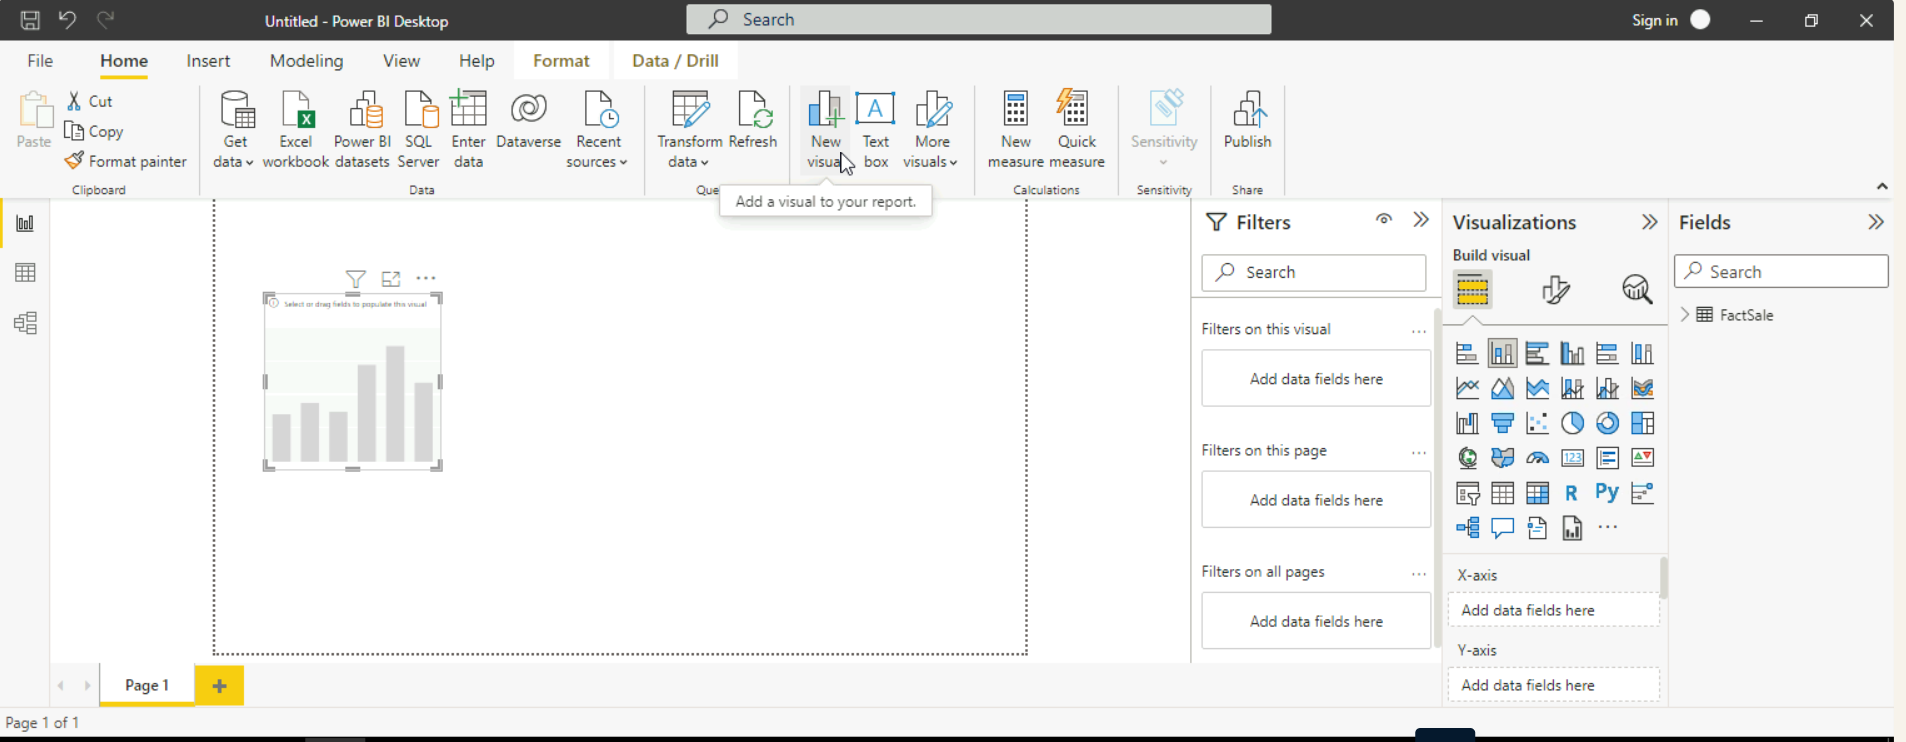 Untitled - Power BI Desktop
Search
Sign in
File
Home
Insert
Modeling
View
Help
Format
Data / Drill
Paste
Cut
Copy
Format painter
Clipboard
Get data
Excel workbook
Power BI datasets
SQL Server
Enter data
Dataverse
Recent sources
Data
Transform data
Refresh
New
Text box
More visuals
Add a visual to your report.
New measure
Quick measure
Calculations
Sensitivity
Sensitivity
Publish
Share
Select or drag fields to populate this visual
Filters
Search
Filters on this visual
Add data fields here
Filters on this page
Add data fields here
Filters on all pages
Add data fields here
Visualizations
Build visual
123
R
Py
X-axis
Add data fields here
Y-axis
Add data fields here
Fields
Search
FactSale
Page 1
Page 1 of 1